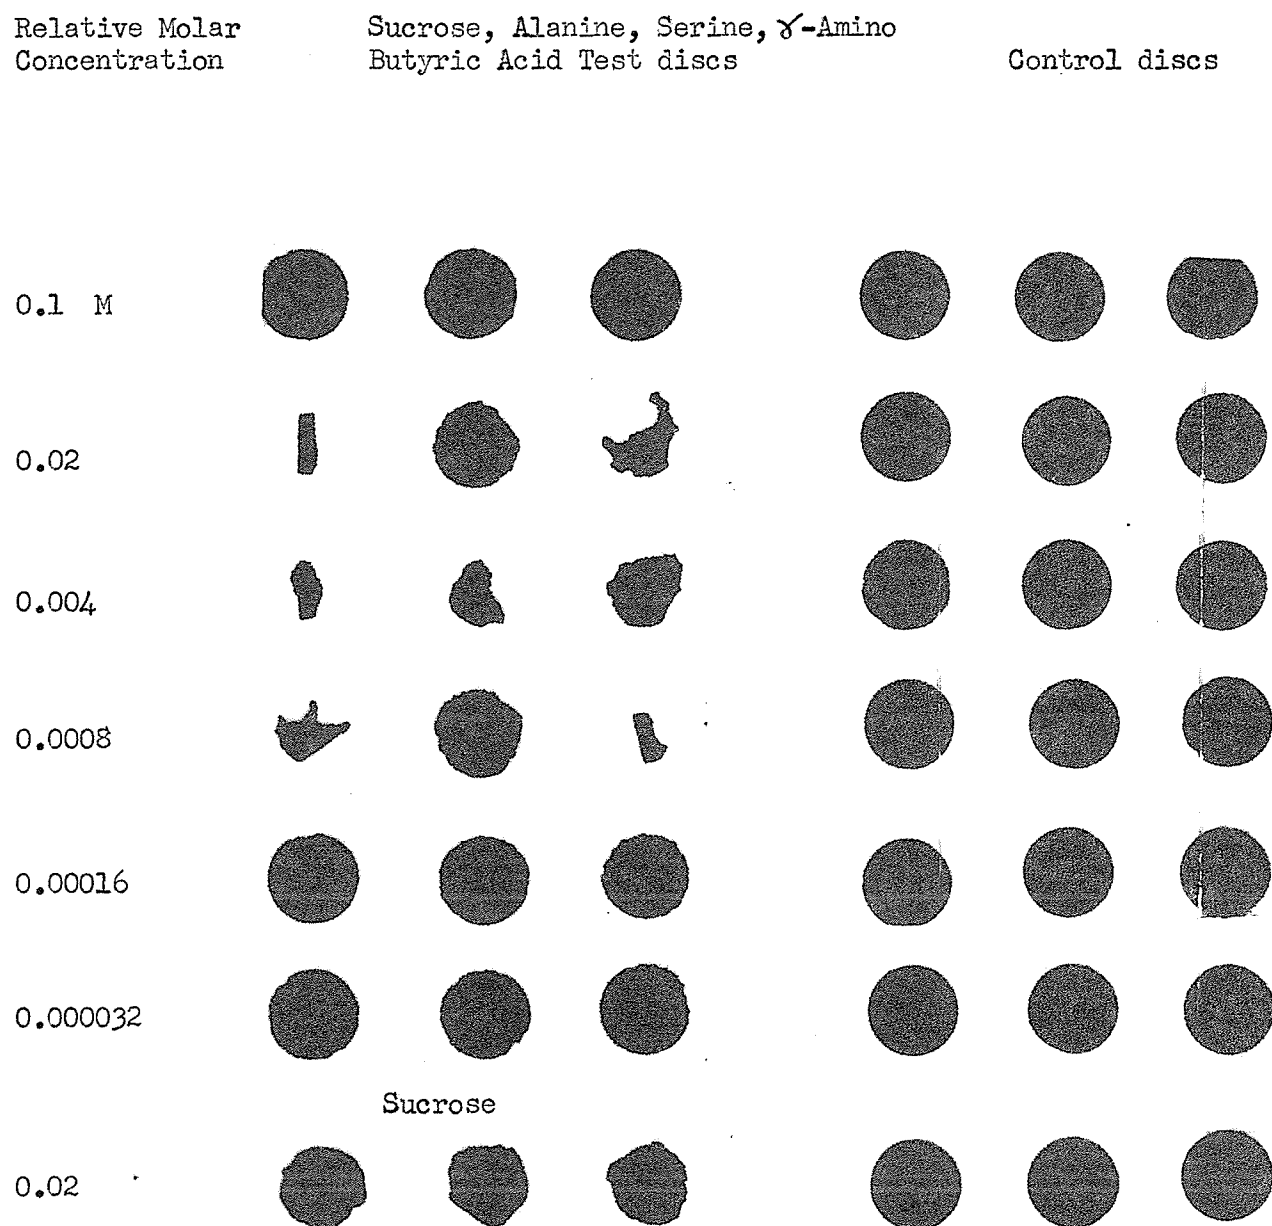 Relative Molar Concentration
Sucrose, Alanine, Serine, γ-Amino Butyric Acid Test discs
Control discs
0.1 M
0.02
0.004
0.0008
0.00016
0.000032
Sucrose
0.02